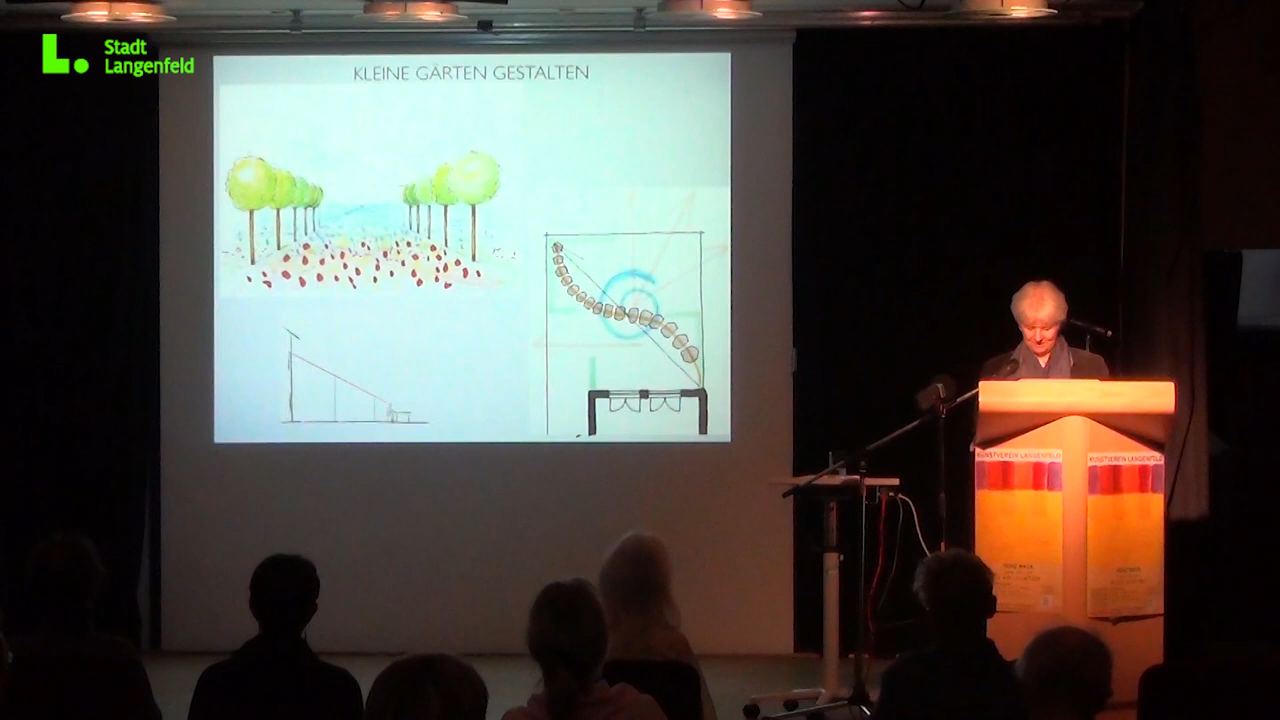 Stadt
Langenfeld
KLEINE GÄRTEN GESTALTEN
KUNSTVEREIN LANGENFELD
KUNSTVEREIN LANGENFELD